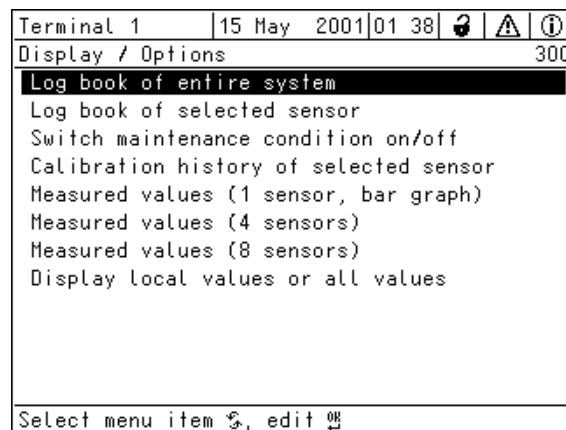 Terminal 1 15 May 2001 01 38
Display / Options 300
Log book of entire system
Log book of selected sensor
Switch maintenance condition on/off
Calibration history of selected sensor
Measured values (1 sensor, bar graph)
Measured values (4 sensors)
Measured values (8 sensors)
Display local values or all values
Select menu item , edit OK